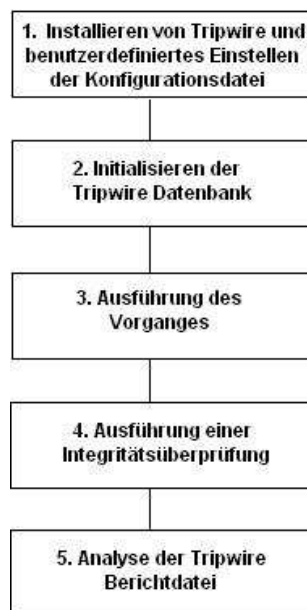 1. Installieren von Tripwire und
benutzerdefiniertes Einstellen
der Konfigurationsdatei
2. Initialisieren der
Tripwire Datenbank
3. Ausführung des
Vorganges
4. Ausführung einer
Integritätsüberprüfung
5. Analyse der Tripwire
Berichtdatei